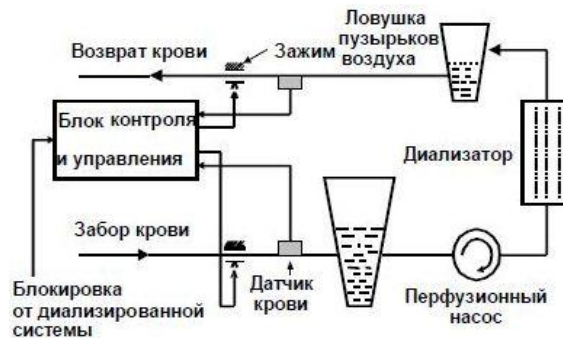 Ловушка
пузырьков
воздуха
Возврат крови
Зажим
Блок контроля
и управления
Диализатор
Забор крови
Датчик
крови
Перфузионный
насос
Блокировка
от диализированной
системы